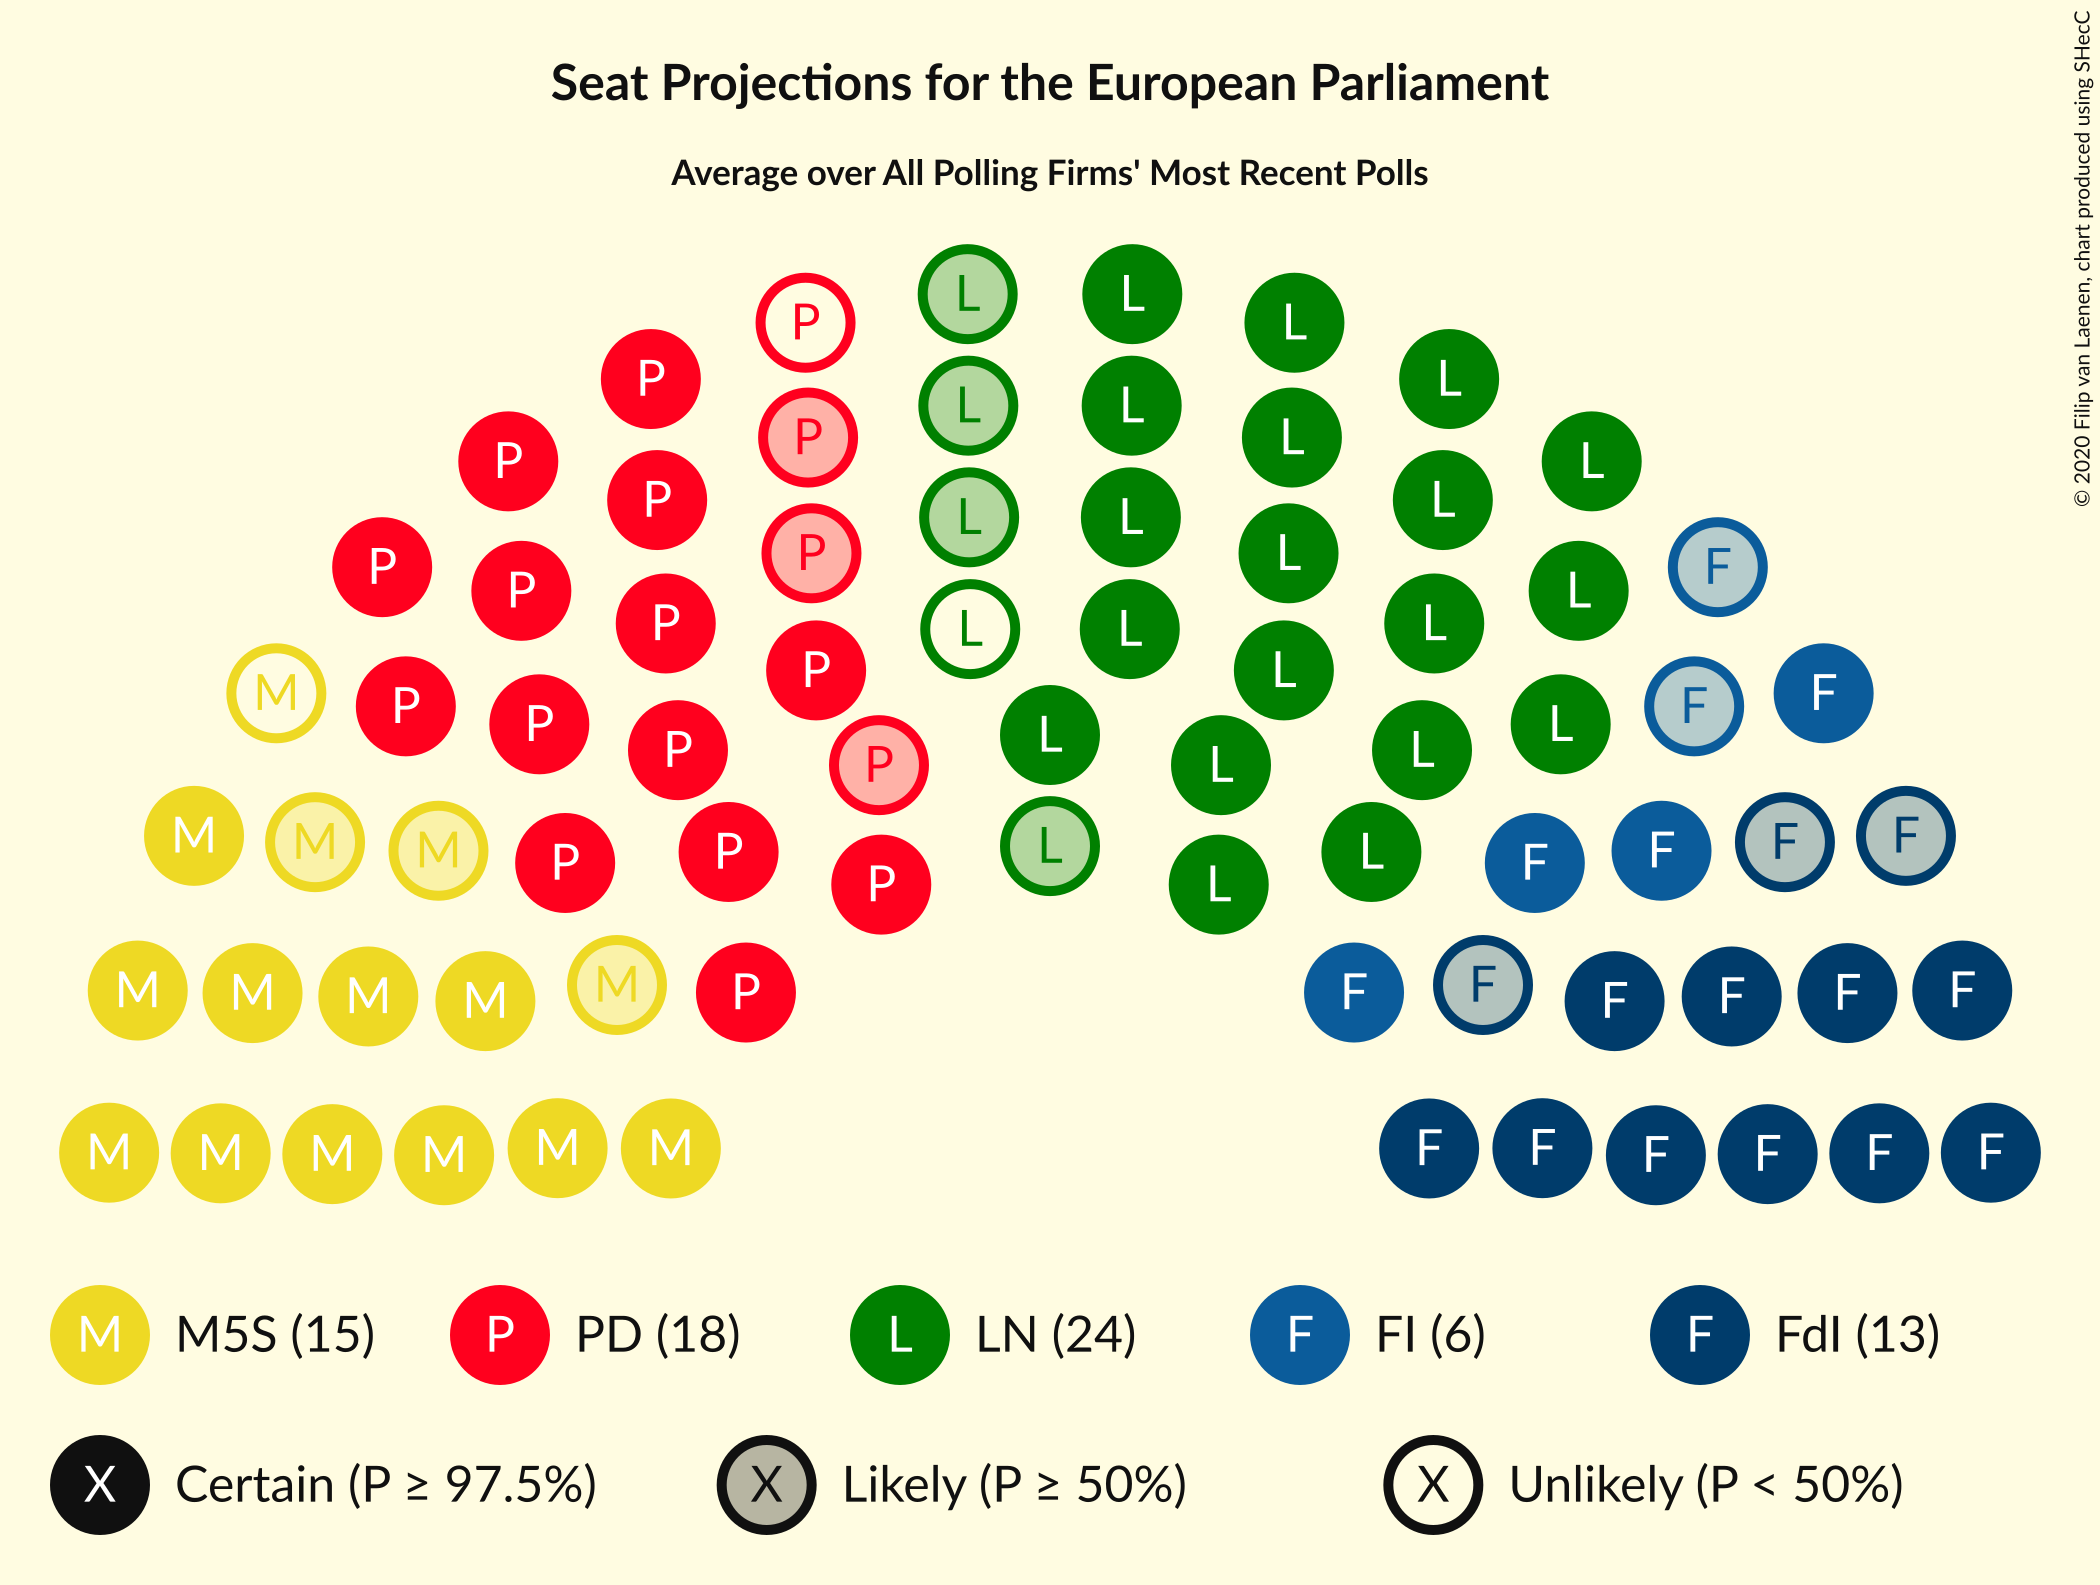 Seat Projections for the European Parliament
Average over All Polling Firms' Most Recent Polls
© 2020 Filip van Laenen, chart produced using SHecC
L L
P L
P L
L L
P L
P L
P L
L L
P L
P F
P L
P L
L L
P L
M F
P F
P L
L
P L
P L
M F
M F
L
M P L F
P F
P L
M M M M M P F F F F F F
M M M M M M F F F F F F
M M5S (15) P PD (18) L LN (24) F FI (6) F FdI (13)
X Certain (P ≥ 97.5%) X Likely (P ≥ 50%) X Unlikely (P < 50%)